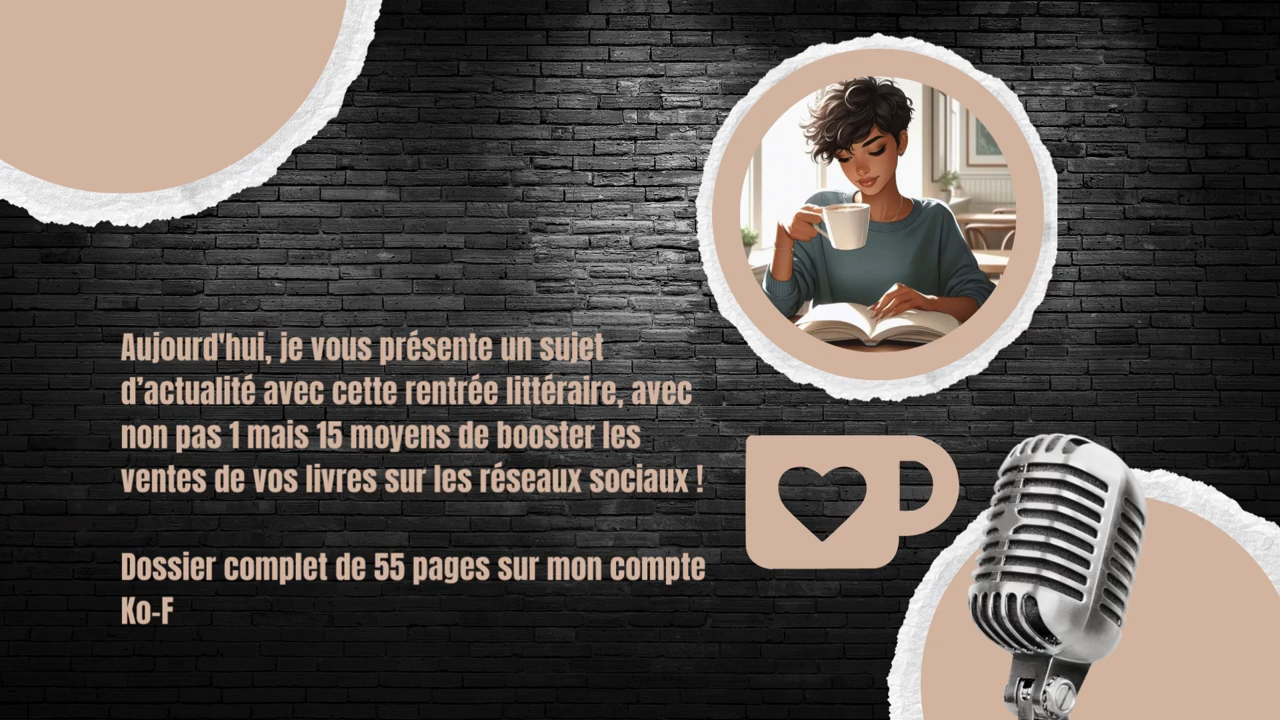 Aujourd'hui, je vous présente un sujet
d’actualité avec cette rentrée littéraire, avec
non pas 1 mais 15 moyens de booster les
ventes de vos livres sur les réseaux sociaux !
Dossier complet de 55 pages sur mon compte
Ko-F